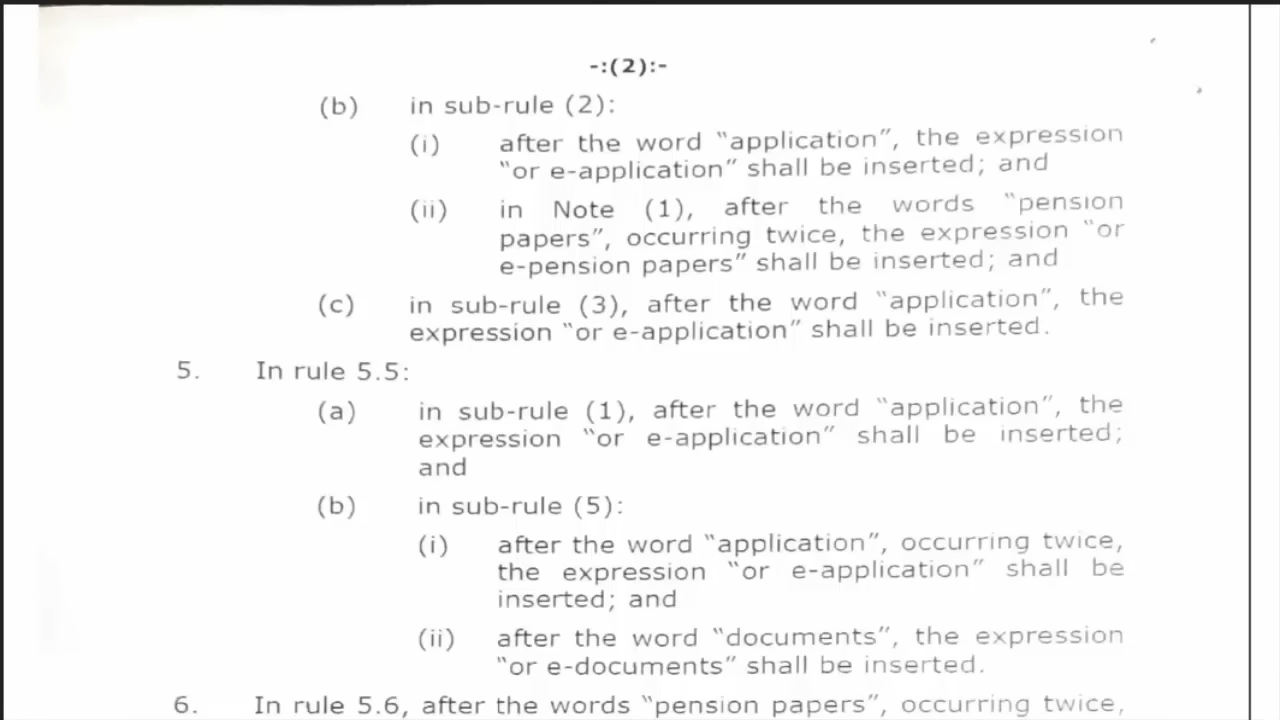 -:(2):-
(b) in sub-rule (2):
(i) after the word "application", the expression
"or e-application" shall be inserted; and
(ii) in Note (1), after the words "pension
papers", occurring twice, the expression "or
e-pension papers" shall be inserted; and
(c) in sub-rule (3), after the word "application", the
expression "or e-application" shall be inserted.
5. In rule 5.5:
(a) in sub-rule (1), after the word "application", the
expression "or e-application" shall be inserted;
and
(b) in sub-rule (5):
(i) after the word "application", occurring twice,
the expression "or e-application" shall be
inserted; and
(ii) after the word "documents", the expression
"or e-documents" shall be inserted.
6. In rule 5.6, after the words "pension papers", occurring twice,